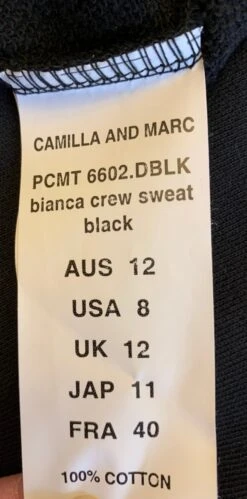 CAMILLA AND MARC
PCMT 6602.DBLK
bianca crew sweat
black
AUS 12
USA 8
UK 12
JAP 11
FRA 40
100% COTTON